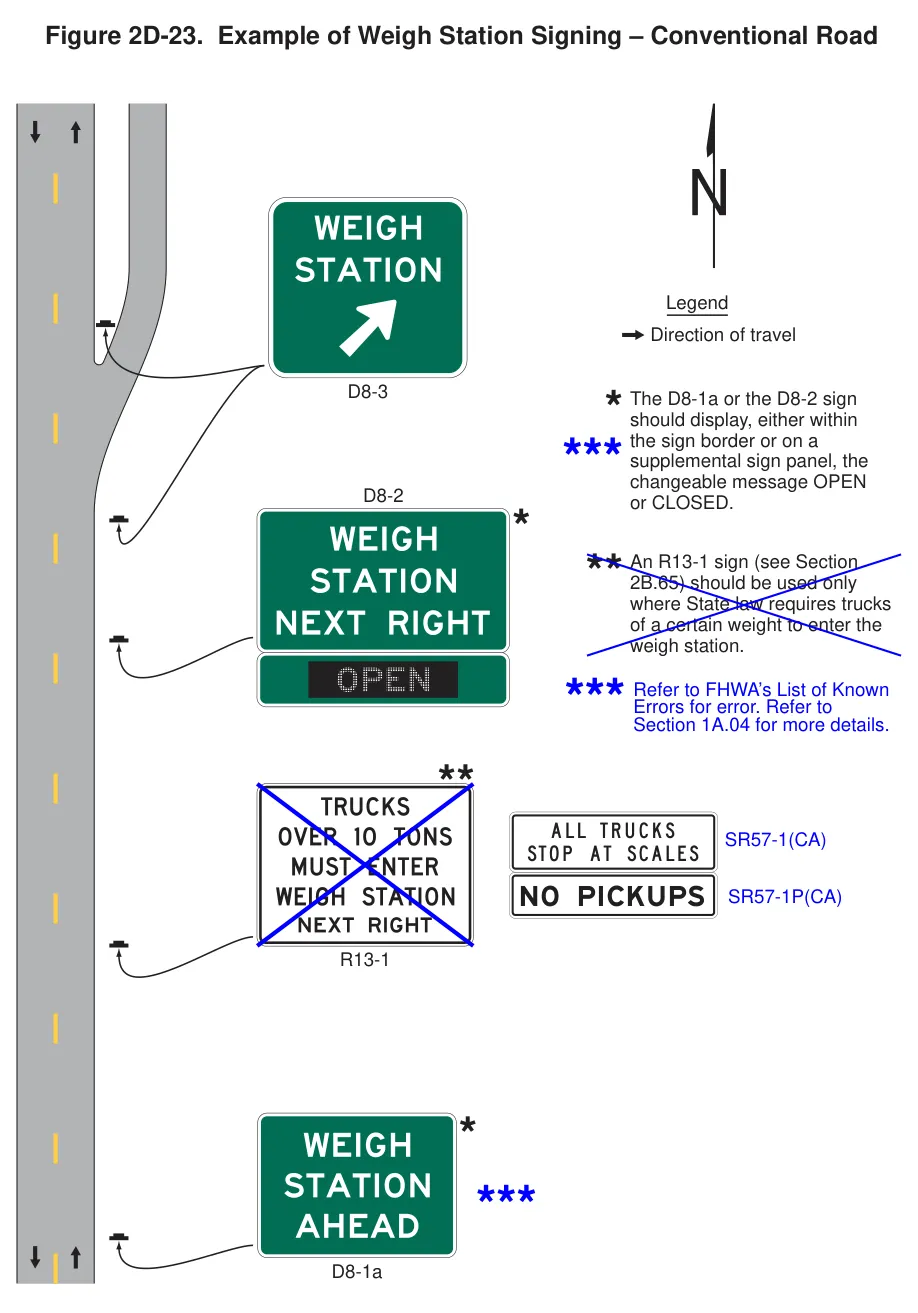 Figure 2D-23.  Example of Weigh Station Signing – Conventional Road
N
WEIGH
STATION
D8-3
Legend
Direction of travel
* The D8-1a or the D8-2 sign
should display, either within
*** the sign border or on a
supplemental sign panel, the
changeable message OPEN
or CLOSED.
D8-2
*
WEIGH
STATION
NEXT RIGHT
OPEN
** An R13-1 sign (see Section
2B.65) should be used only
where State law requires trucks
of a certain weight to enter the
weigh station.
*** Refer to FHWA's List of Known
Errors for error. Refer to
Section 1A.04 for more details.
**
TRUCKS
OVER 10 TONS
MUST ENTER
WEIGH STATION
NEXT RIGHT
R13-1
ALL TRUCKS
STOP AT SCALES
SR57-1(CA)
NO PICKUPS
SR57-1P(CA)
*
WEIGH
STATION
AHEAD
***
D8-1a